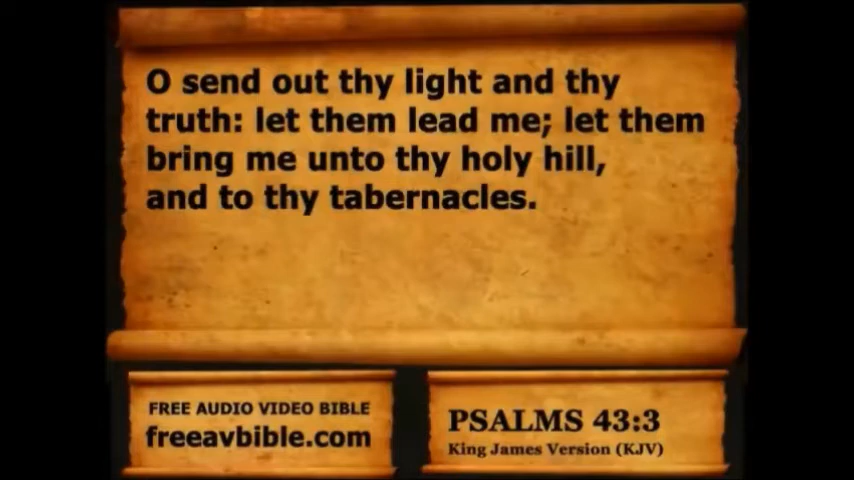 O send out thy light and thy
truth: let them lead me; let them
bring me unto thy holy hill,
and to thy tabernacles.
FREE AUDIO VIDEO BIBLE
freeavbible.com
PSALMS 43:3
King James Version (KJV)